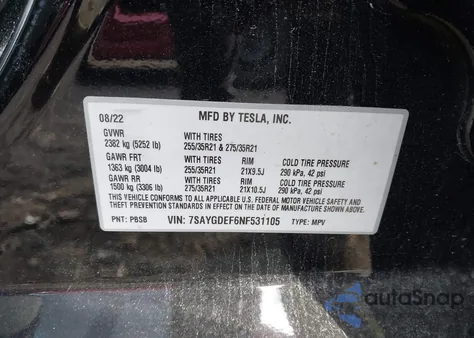 08/22 MFD BY TESLA, INC.
GVWR WITH TIRES
2382 kg (5252 lb) 255/35R21 & 275/35R21
GAWR FRT WITH TIRES RIM COLD TIRE PRESSURE
1363 kg (3004 lb) 255/35R21 21X9.5J 290 kPa, 42 psi
GAWR RR WITH TIRES RIM COLD TIRE PRESSURE
1500 kg (3306 lb) 275/35R21 21X10.5J 290 kPa, 42 psi
THIS VEHICLE CONFORMS TO ALL APPLICABLE U.S. FEDERAL MOTOR VEHICLE SAFETY
AND THEFT PREVENTION STANDARDS IN EFFECT ON THE DATE OF MANUFACTURE SHOWN ABOVE.
PNT: PBSB VIN: 7SAYGDEF6NF531105 TYPE: MPV
autoSnap